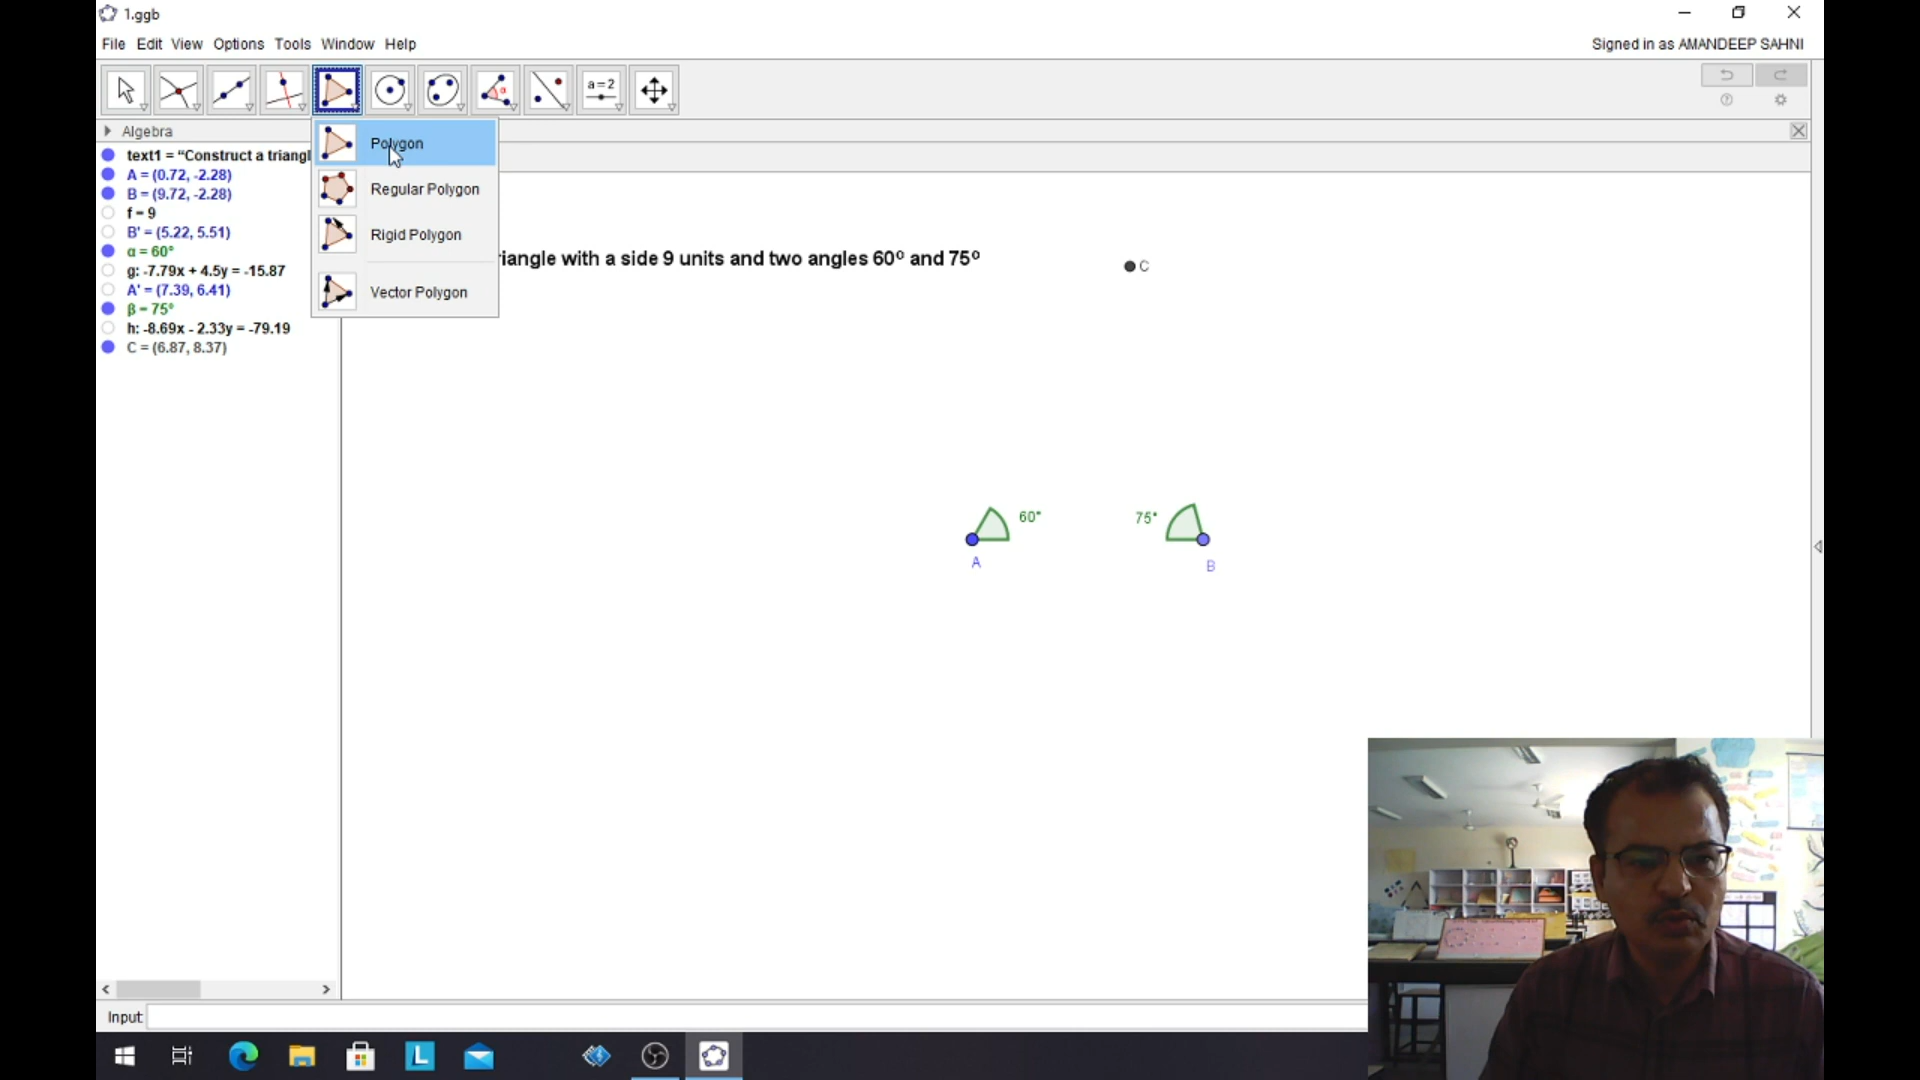 1.ggb
File Edit View Options Tools Window Help
Signed in as AMANDEEP SAHNI
a=2
Algebra
text1 = “Construct a triangl
A = (0.72, -2.28)
B = (9.72, -2.28)
f = 9
B' = (5.22, 5.51)
α = 60°
g: -7.79x + 4.5y = -15.87
A' = (7.39, 6.41)
β = 75°
h: -8.69x - 2.33y = -79.19
C = (6.87, 8.37)
Polygon
Regular Polygon
Rigid Polygon
Vector Polygon
riangle with a side 9 units and two angles 60º and 75º
C
60°
75°
A
B
Input:
L